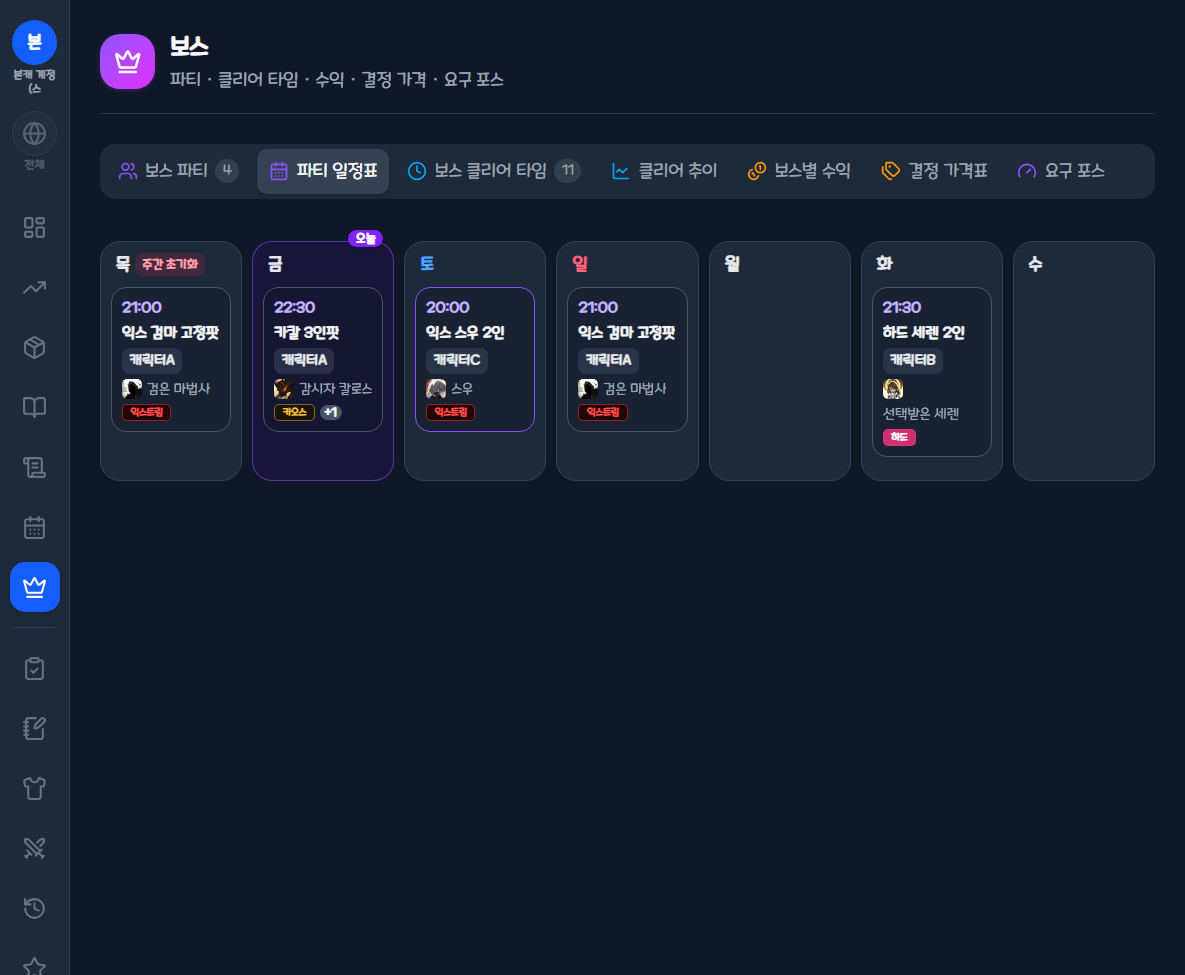 본
본캐 계정
(스
전체
보스
파티 · 클리어 타임 · 수익 · 결정 가격 · 요구 포스
보스 파티 4
파티 일정표
보스 클리어 타임 11
클리어 추이
보스별 수익
결정 가격표
요구 포스
목 주간 초기화
21:00
익스 검마 고정팟
캐릭터A
검은 마법사
익스트림
오늘
금
22:30
카칼 3인팟
캐릭터A
감시자 칼로스
카오스 +1
토
20:00
익스 스우 2인
캐릭터C
스우
익스트림
일
21:00
익스 검마 고정팟
캐릭터A
검은 마법사
익스트림
월
화
21:30
하드 세렌 2인
캐릭터B
선택받은 세렌
하드
수